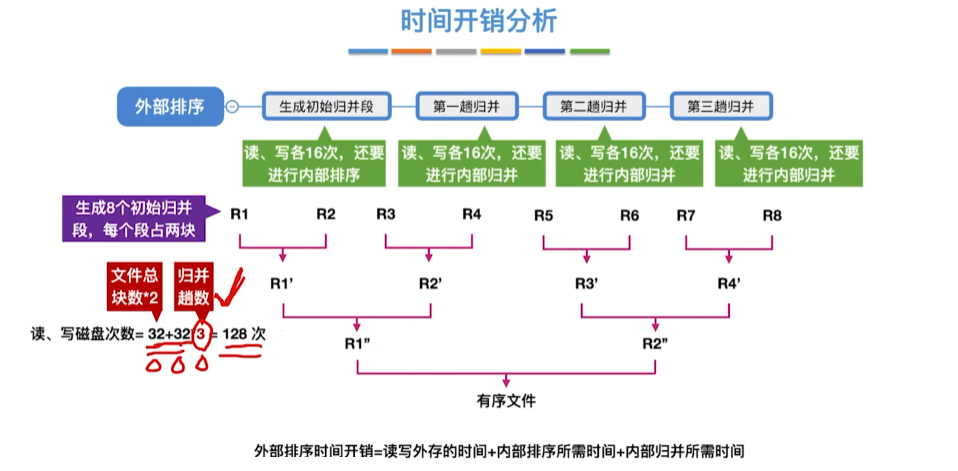 时间开销分析
外部排序
生成初始归并段
第一趟归并
第二趟归并
第三趟归并
读、写各16次，还要
进行内部排序
读、写各16次，还要
进行内部归并
读、写各16次，还要
进行内部归并
读、写各16次，还要
进行内部归并
生成8个初始归并
段，每个段占两块
R1 R2 R3 R4 R5 R6 R7 R8
文件总
块数*2
归并
趟数
R1’ R2’ R3’ R4’
读、写磁盘次数= 32+32*3 = 128 次
R1” R2”
有序文件
外部排序时间开销=读写外存的时间+内部排序所需时间+内部归并所需时间